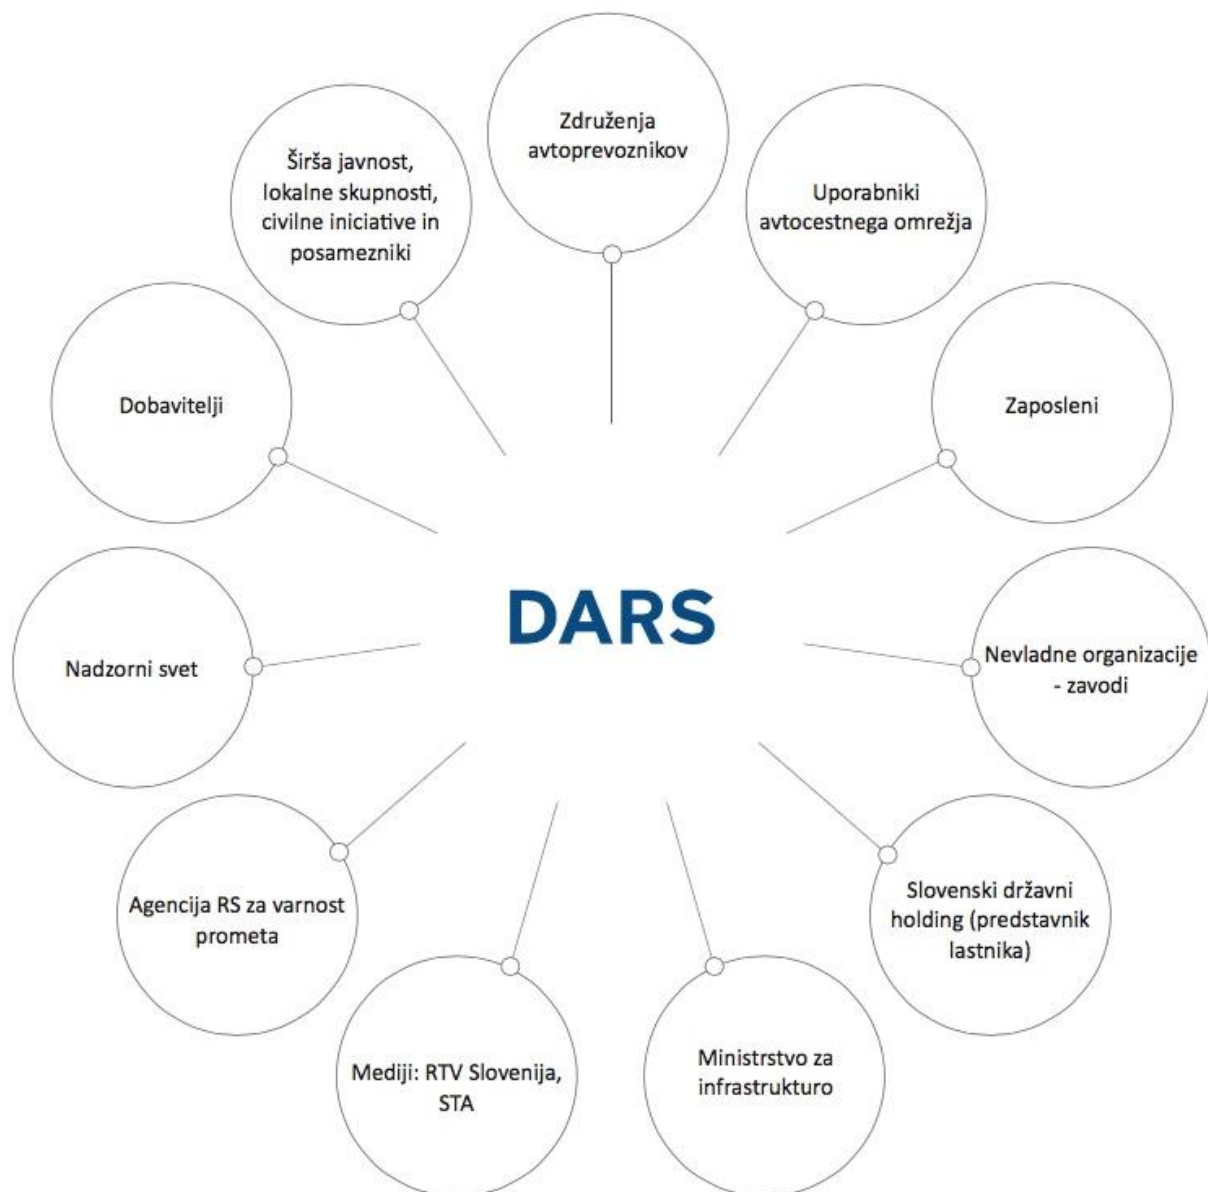 Združenja
avtoprevoznikov
Širša javnost,
lokalne skupnosti,
civilne iniciative in
posamezniki
Uporabniki
avtocestnega omrežja
Dobavitelji
Zaposleni
DARS
Nadzorni svet
Nevladne organizacije
- zavodi
Agencija RS za varnost
prometa
Slovenski državni
holding (predstavnik
lastnika)
Mediji: RTV Slovenija,
STA
Ministrstvo za
infrastrukturo